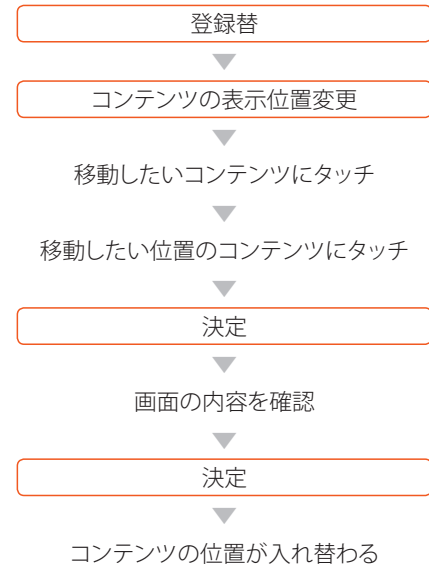 登録替
コンテンツの表示位置変更
移動したいコンテンツにタッチ
移動したい位置のコンテンツにタッチ
決定
画面の内容を確認
決定
コンテンツの位置が入れ替わる